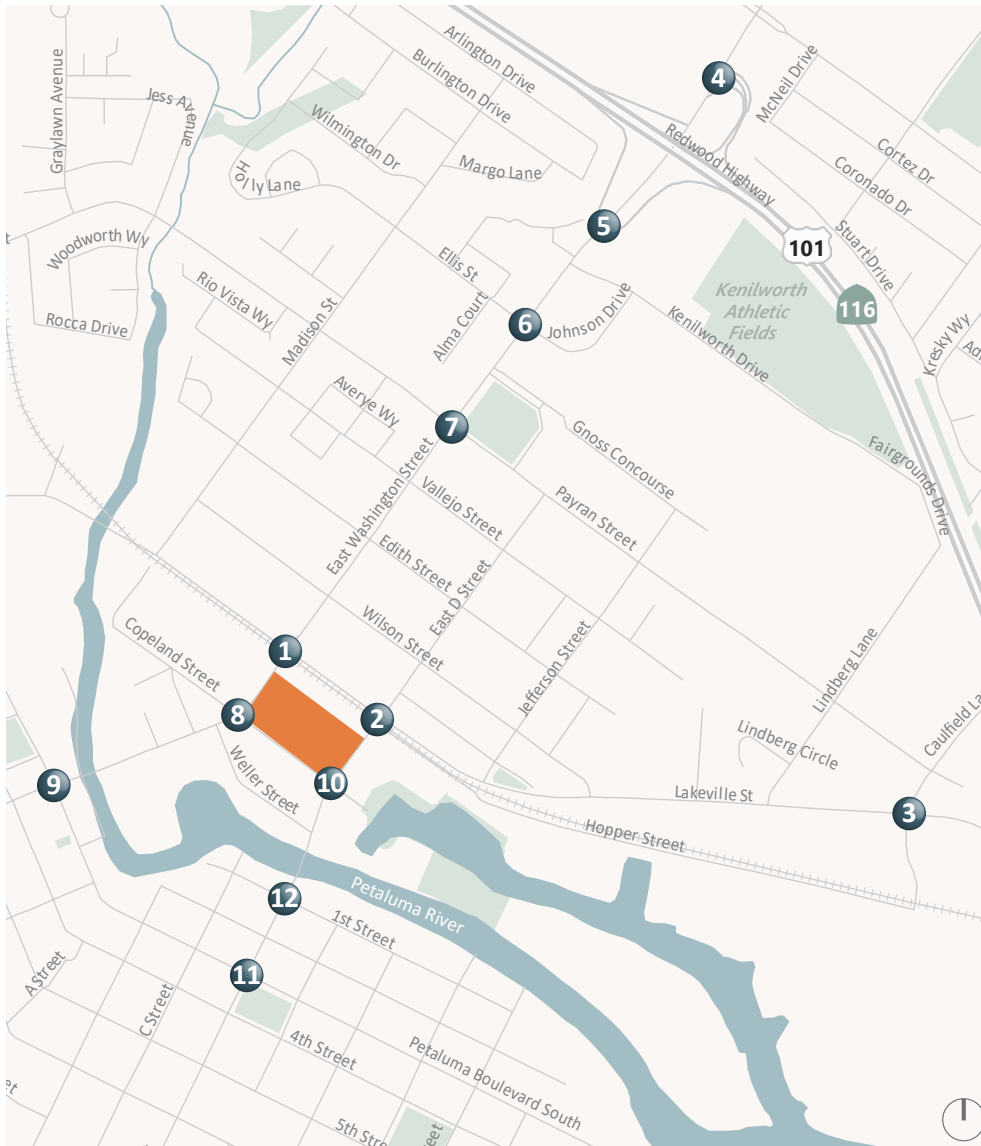 Graylawn Avenue
Jess Avenue
Arlington Drive
Burlington Drive
4
McNeil Drive
Wilmington Dr
Margo Lane
Redwood Highway
Cortez Dr
Coronado Dr
Holly Lane
5
101
Stuart Drive
t
Woodworth Wy
Ellis St
Rio Vista Wy
Kenilworth
Athletic
Fields
116
Rocca Drive
Madison St
Alma Court
6
Johnson Drive
Kenilworth Drive
Kresky Wy
Ad
Averye Wy
7
Gnoss Concourse
Fairgrounds Drive
East Washington Street
Vallejo Street
Payran Street
Edith Street
East D Street
Wilson Street
Copeland Street
1
Jefferson Street
Lindberg Lane
8
2
Lindberg Circle
Caulfield La
Weller Street
9
10
Lakeville St
3
Hopper Street
12
Petaluma River
1st Street
A Street
11
C Street
4th Street
Petaluma Boulevard South
et
5th Stre
eet